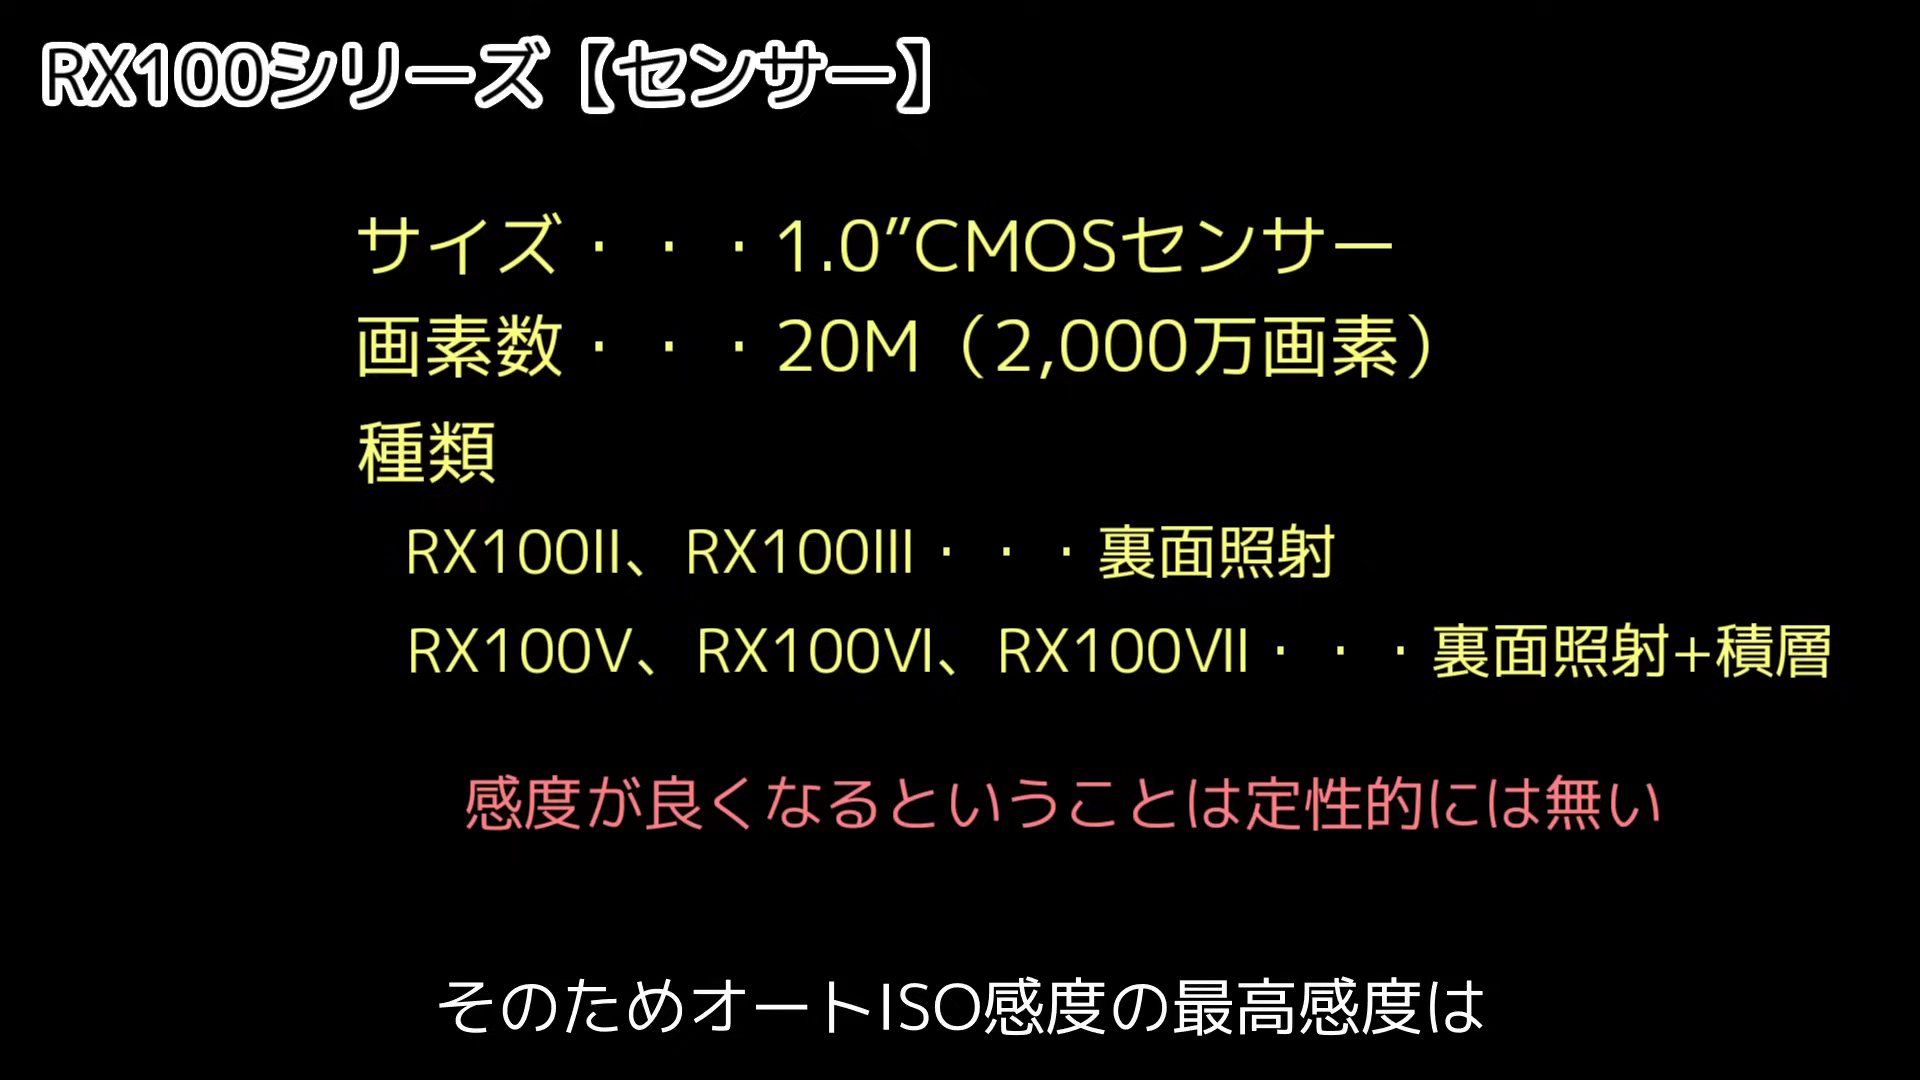 RX100シリーズ【センサー】
サイズ・・・1.0”CMOSセンサー
画素数・・・20M（2,000万画素）
種類
RX100II、RX100III・・・裏面照射
RX100V、RX100VI、RX100VII・・・裏面照射+積層
感度が良くなるということは定性的には無い
そのためオートISO感度の最高感度は